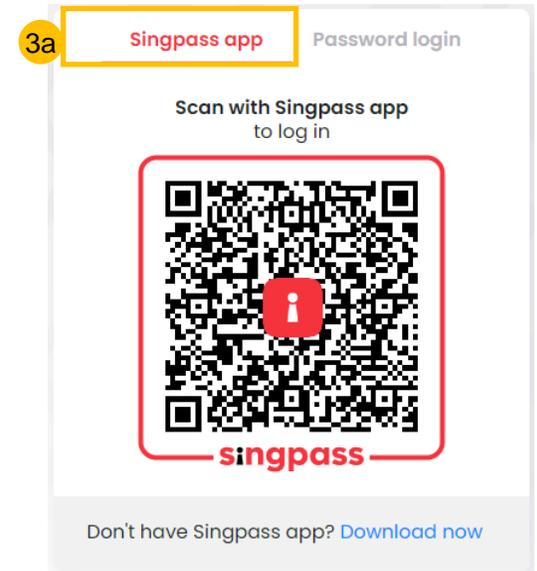 3a
Singpass app Password login
Scan with Singpass app
to log in
singpass
Don't have Singpass app? Download now